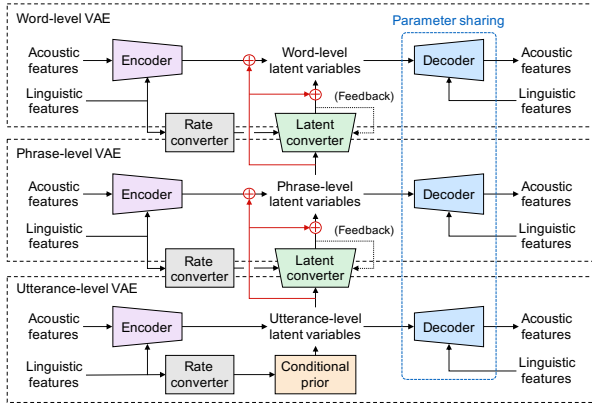 Word-level VAE
Parameter sharing
Acoustic
features
Encoder
Word-level
latent variables
Decoder
Acoustic
features
Linguistic
features
(Feedback)
Linguistic
features
Rate
converter
Latent
converter
Phrase-level VAE
Acoustic
features
Encoder
Phrase-level
latent variables
Decoder
Acoustic
features
Linguistic
features
(Feedback)
Linguistic
features
Rate
converter
Latent
converter
Utterance-level VAE
Acoustic
features
Encoder
Utterance-level
latent variables
Decoder
Acoustic
features
Linguistic
features
Rate
converter
Conditional
prior
Linguistic
features